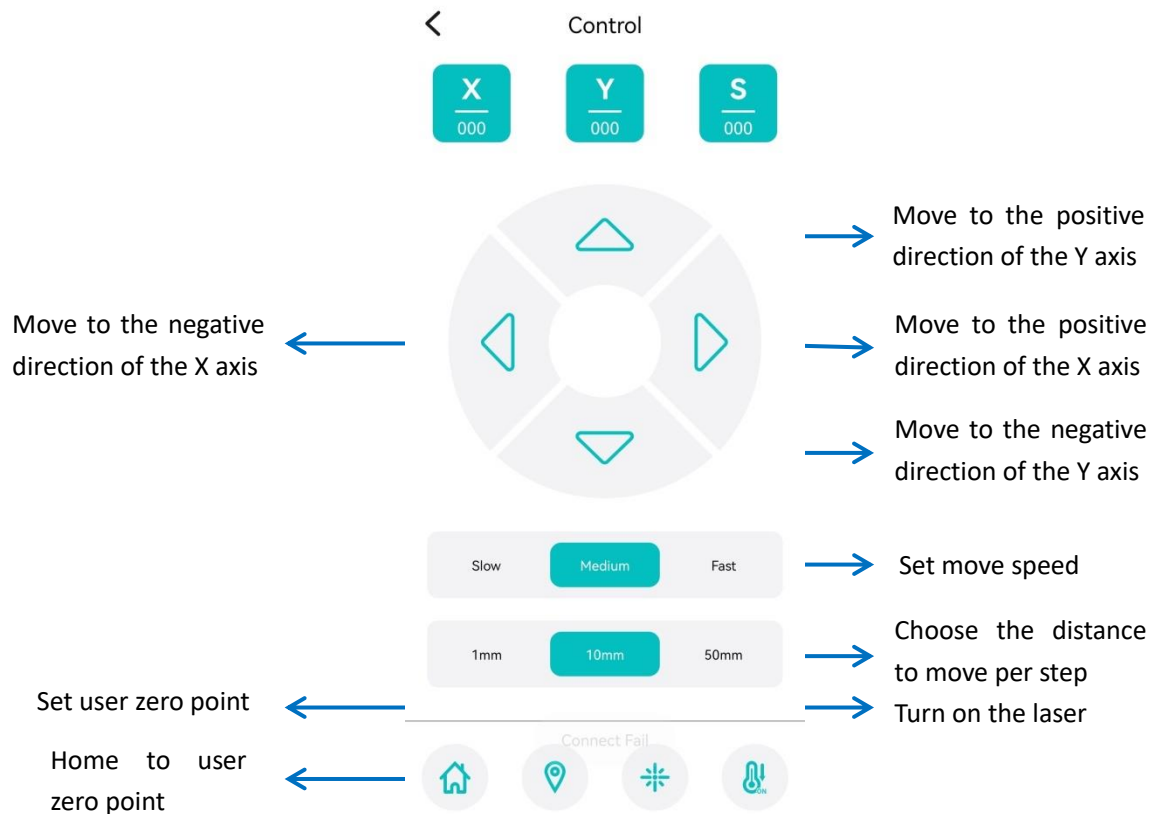 Control
X
000
Y
000
S
000
Move to the positive
direction of the Y axis
Move to the negative
direction of the X axis
Move to the positive
direction of the X axis
Move to the negative
direction of the Y axis
Slow
Medium
Fast
Set move speed
1mm
10mm
50mm
Choose the distance
to move per step
Set user zero point
Turn on the laser
Connect Fail
Home to user
zero point
ON